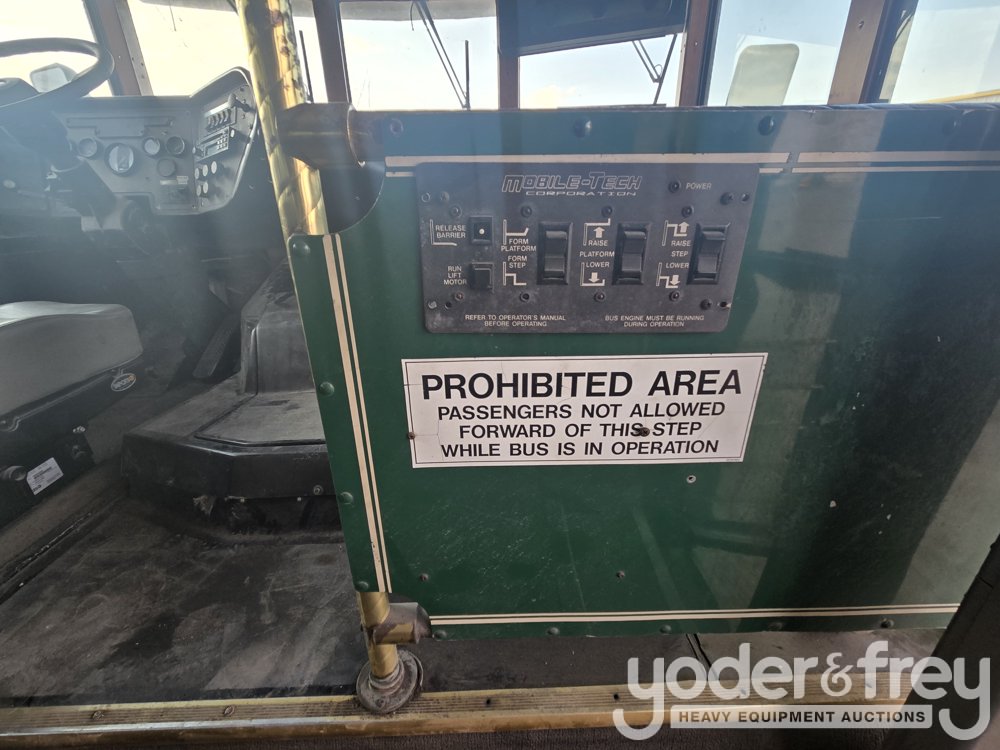 MOBILE-TECH
CORPORATION
POWER
RELEASE
BARRIER
FORM
PLATFORM
FORM
STEP
RUN
LIFT
MOTOR
RAISE
PLATFORM
LOWER
RAISE
STEP
LOWER
REFER TO OPERATOR'S MANUAL
BEFORE OPERATING
BUS ENGINE MUST BE RUNNING
DURING OPERATION
PROHIBITED AREA
PASSENGERS NOT ALLOWED
FORWARD OF THIS STEP
WHILE BUS IS IN OPERATION
yoder&frey
HEAVY EQUIPMENT AUCTIONS